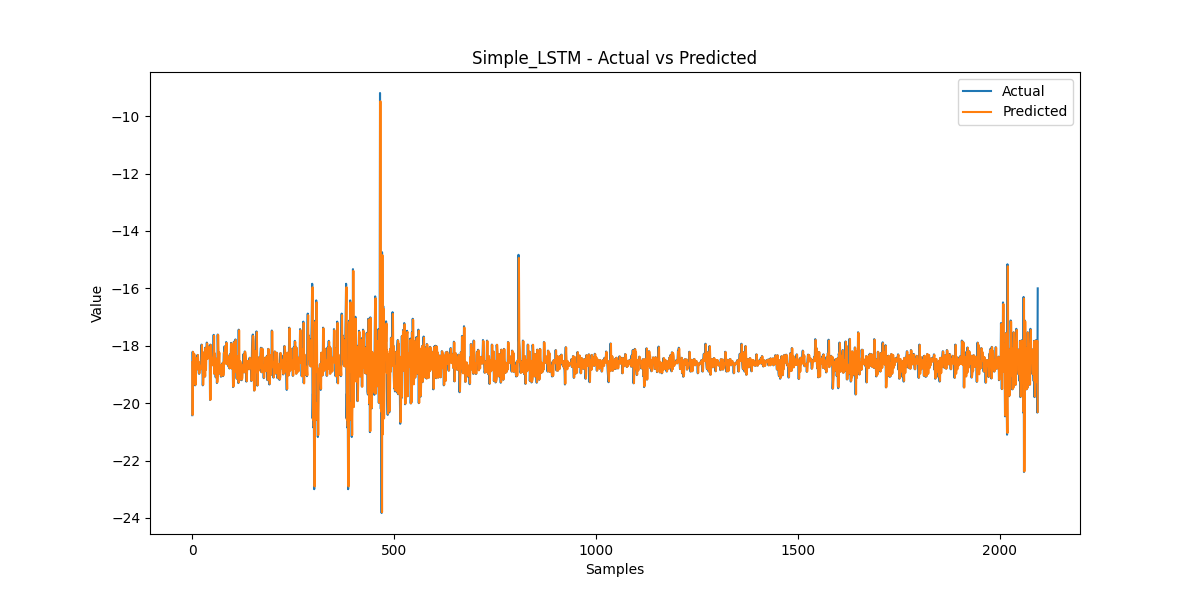 Simple_LSTM - Actual vs Predicted
Actual
Predicted
Value
−10
−12
−14
−16
−18
−20
−22
−24
0
500
1000
1500
2000
Samples